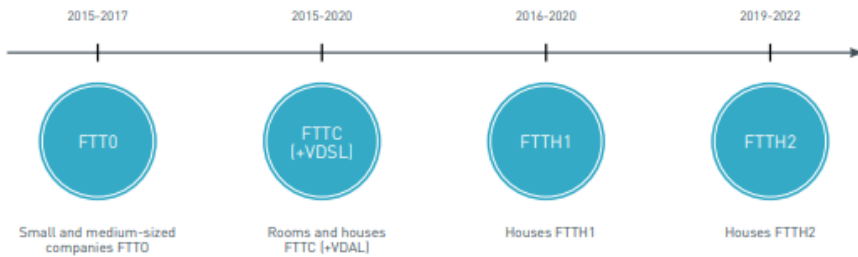 2015-2017
2015-2020
2016-2020
2019-2022
FTTO
FTTC
(+VDSL)
FTTH1
FTTH2
Small and medium-sized
companies FTTO
Rooms and houses
FTTC (+VDAL)
Houses FTTH1
Houses FTTH2